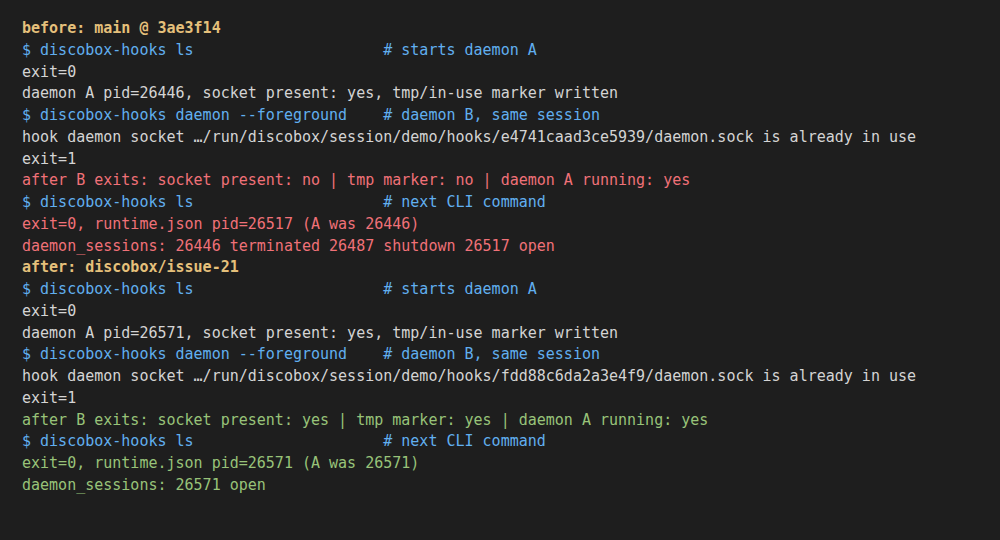 before: main @ 3ae3f14
$ discobox-hooks ls                     # starts daemon A
exit=0
daemon A pid=26446, socket present: yes, tmp/in-use marker written
$ discobox-hooks daemon --foreground    # daemon B, same session
hook daemon socket …/run/discobox/session/demo/hooks/e4741caad3ce5939/daemon.sock is already in use
exit=1
after B exits: socket present: no | tmp marker: no | daemon A running: yes
$ discobox-hooks ls                     # next CLI command
exit=0, runtime.json pid=26517 (A was 26446)
daemon_sessions: 26446 terminated 26487 shutdown 26517 open
after: discobox/issue-21
$ discobox-hooks ls                     # starts daemon A
exit=0
daemon A pid=26571, socket present: yes, tmp/in-use marker written
$ discobox-hooks daemon --foreground    # daemon B, same session
hook daemon socket …/run/discobox/session/demo/hooks/fdd88c6da2a3e4f9/daemon.sock is already in use
exit=1
after B exits: socket present: yes | tmp marker: yes | daemon A running: yes
$ discobox-hooks ls                     # next CLI command
exit=0, runtime.json pid=26571 (A was 26571)
daemon_sessions: 26571 open